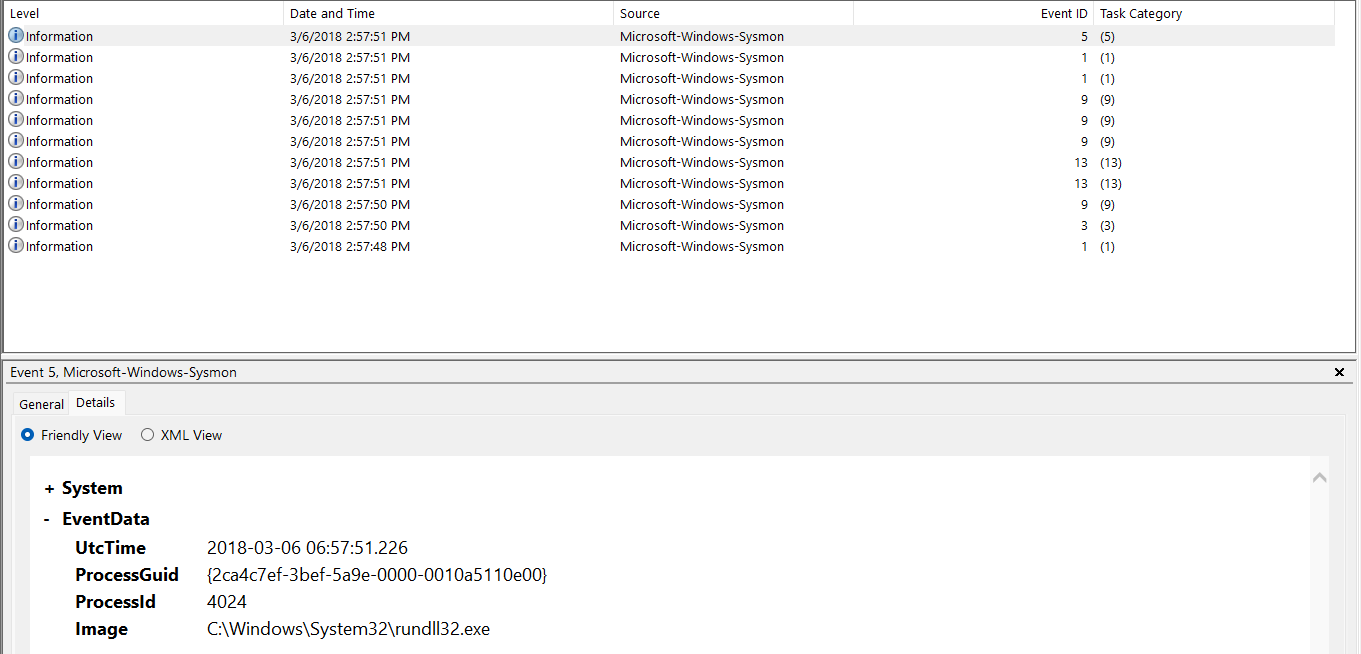 Level Date and Time Source Event ID Task Category
Information 3/6/2018 2:57:51 PM Microsoft-Windows-Sysmon 5 (5)
Information 3/6/2018 2:57:51 PM Microsoft-Windows-Sysmon 1 (1)
Information 3/6/2018 2:57:51 PM Microsoft-Windows-Sysmon 1 (1)
Information 3/6/2018 2:57:51 PM Microsoft-Windows-Sysmon 9 (9)
Information 3/6/2018 2:57:51 PM Microsoft-Windows-Sysmon 9 (9)
Information 3/6/2018 2:57:51 PM Microsoft-Windows-Sysmon 9 (9)
Information 3/6/2018 2:57:51 PM Microsoft-Windows-Sysmon 13 (13)
Information 3/6/2018 2:57:51 PM Microsoft-Windows-Sysmon 13 (13)
Information 3/6/2018 2:57:50 PM Microsoft-Windows-Sysmon 9 (9)
Information 3/6/2018 2:57:50 PM Microsoft-Windows-Sysmon 3 (3)
Information 3/6/2018 2:57:48 PM Microsoft-Windows-Sysmon 1 (1)
Event 5, Microsoft-Windows-Sysmon
General Details
Friendly View XML View
+ System
- EventData
UtcTime 2018-03-06 06:57:51.226
ProcessGuid {2ca4c7ef-3bef-5a9e-0000-0010a5110e00}
ProcessId 4024
Image C:\Windows\System32\rundll32.exe